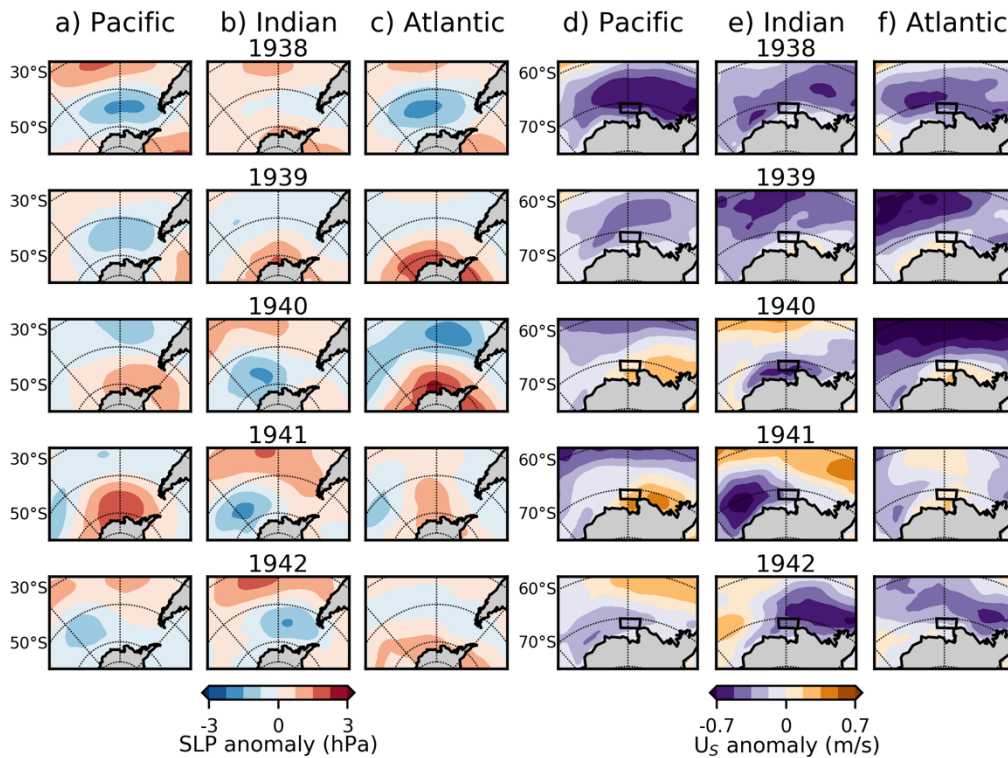 a) Pacific b) Indian c) Atlantic d) Pacific e) Indian f) Atlantic
1938 1938
30°S 60°S
50°S 70°S
1939 1939
30°S 60°S
50°S 70°S
1940 1940
30°S 60°S
50°S 70°S
1941 1941
30°S 60°S
50°S 70°S
1942 1942
30°S 60°S
50°S 70°S
-3 0 3 -0.7 0 0.7
SLP anomaly (hPa) U_S anomaly (m/s)